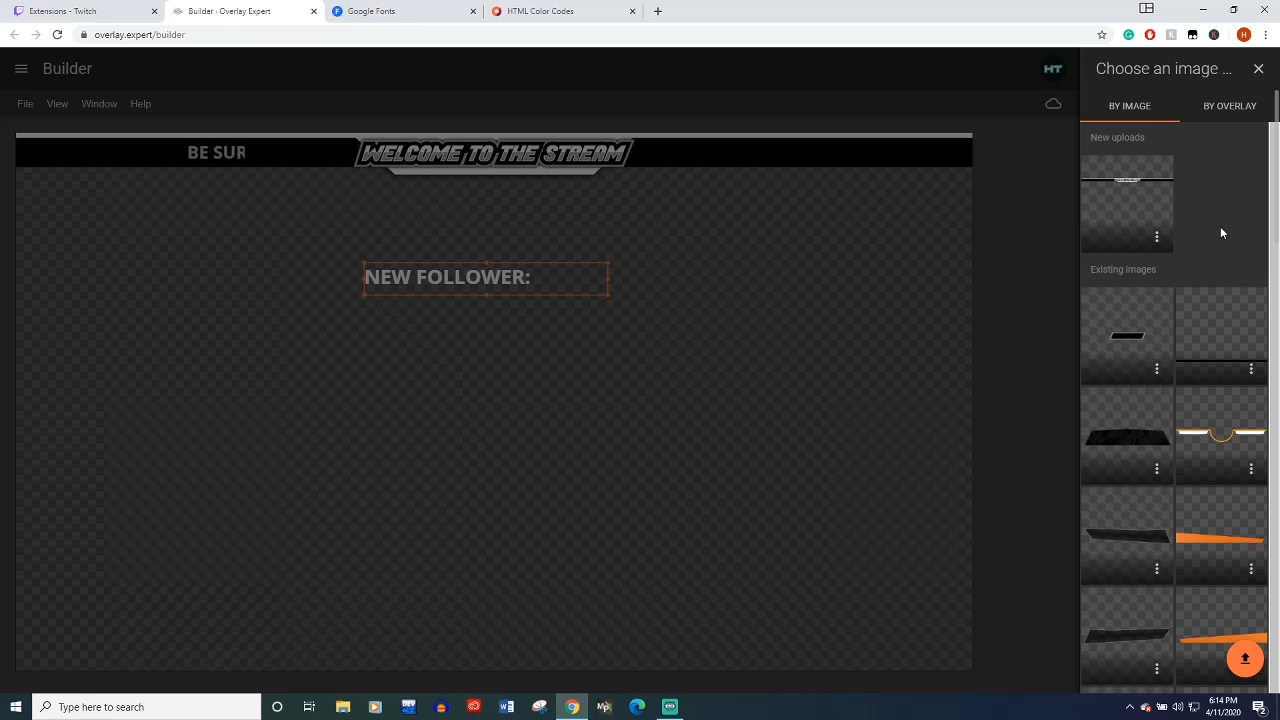 Extensions - Twitch
Builder · Overlay Expert
Google Fonts
HTML Color Codes
overlay.expert/builder
H
Builder
HT
Choose an image ...
File View Window Help
BY IMAGE BY OVERLAY
New uploads
BE SUR
WELCOME TO THE STREAM
Existing images
NEW FOLLOWER:
Type here to search
6:14 PM
4/11/2020